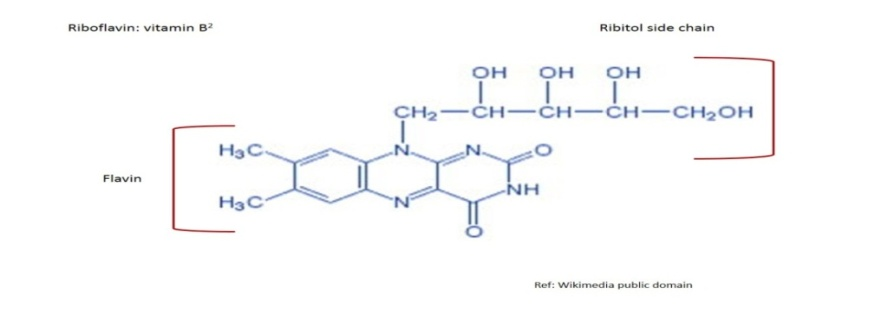 Riboflavin: vitamin B²
Ribitol side chain
OH OH OH
CH₂—CH—CH—CH—CH₂OH
H₃C N N O
Flavin
NH
H₃C N
O
Ref: Wikimedia public domain